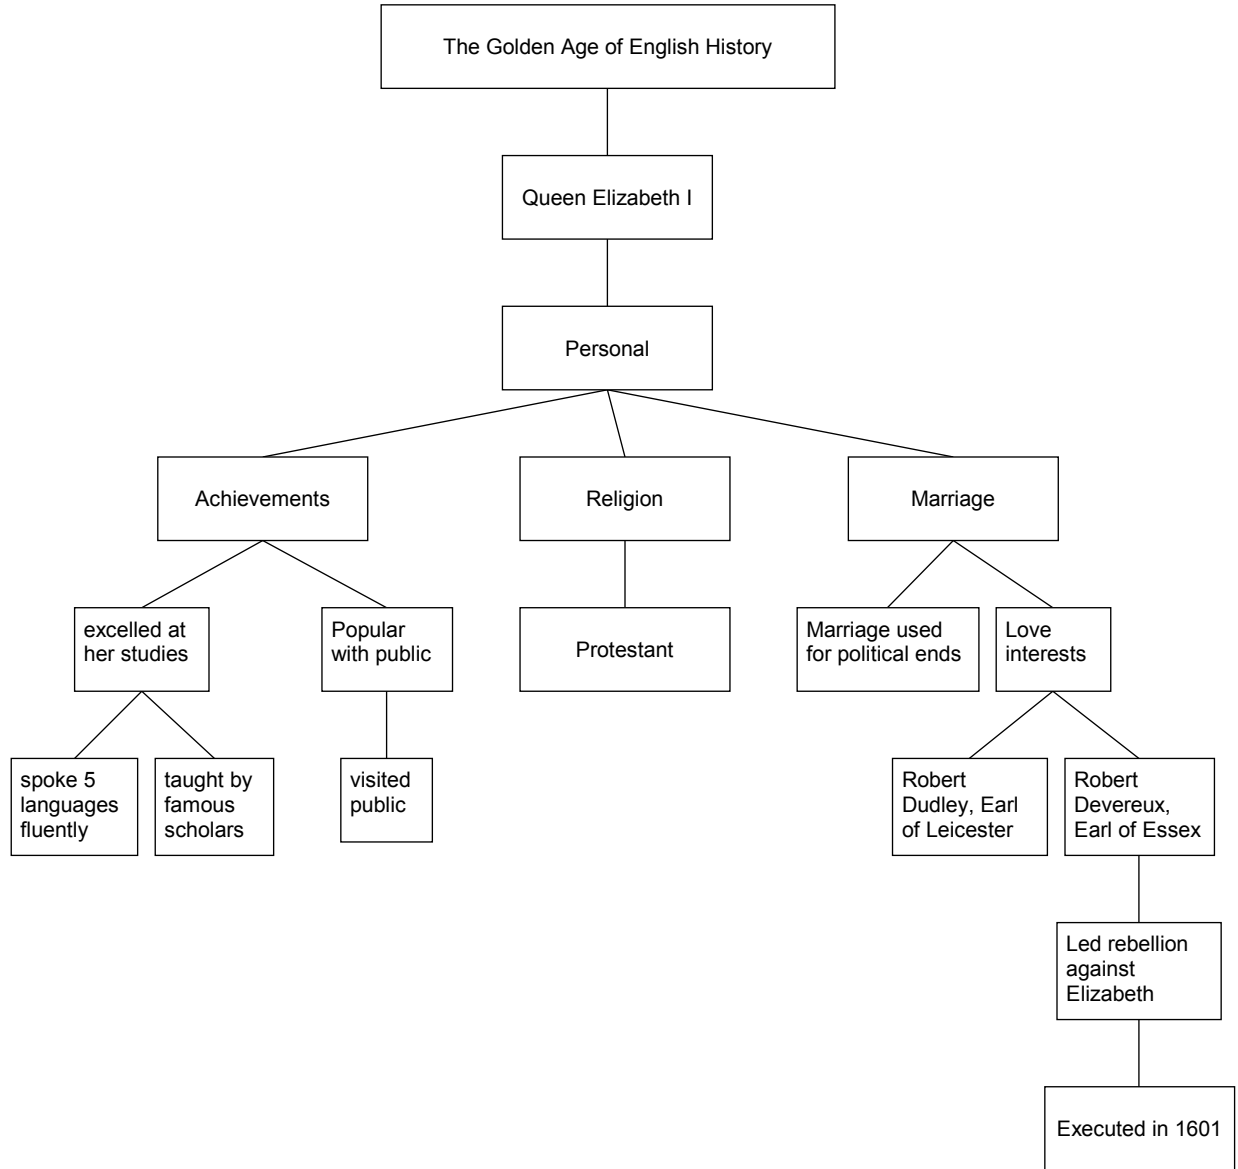 The Golden Age of English History
Queen Elizabeth I
Personal
Achievements
Religion
Marriage
excelled at
her studies
Popular
with public
Protestant
Marriage used
for political ends
Love
interests
spoke 5
languages
fluently
taught by
famous
scholars
visited
public
Robert
Dudley, Earl
of Leicester
Robert
Devereux,
Earl of Essex
Led rebellion
against
Elizabeth
Executed in 1601